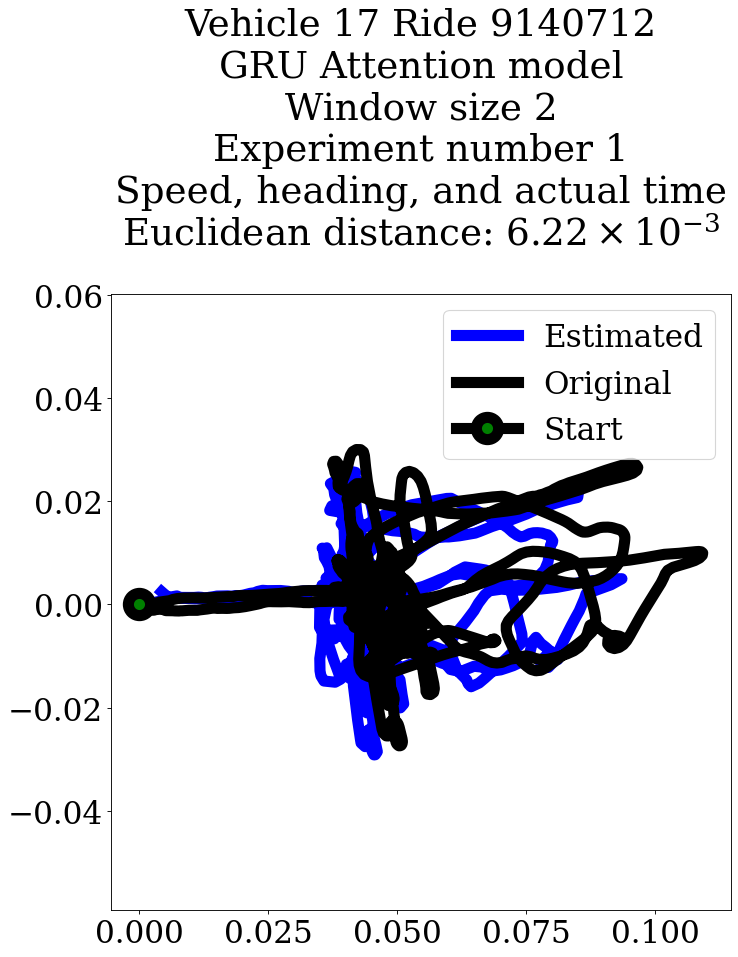 Vehicle 17 Ride 9140712
GRU Attention model
Window size 2
Experiment number 1
Speed, heading, and actual time
Euclidean distance: 6.22 × 10⁻³
Estimated
Original
Start
0.06
0.04
0.02
0.00
−0.02
−0.04
0.000 0.025 0.050 0.075 0.100